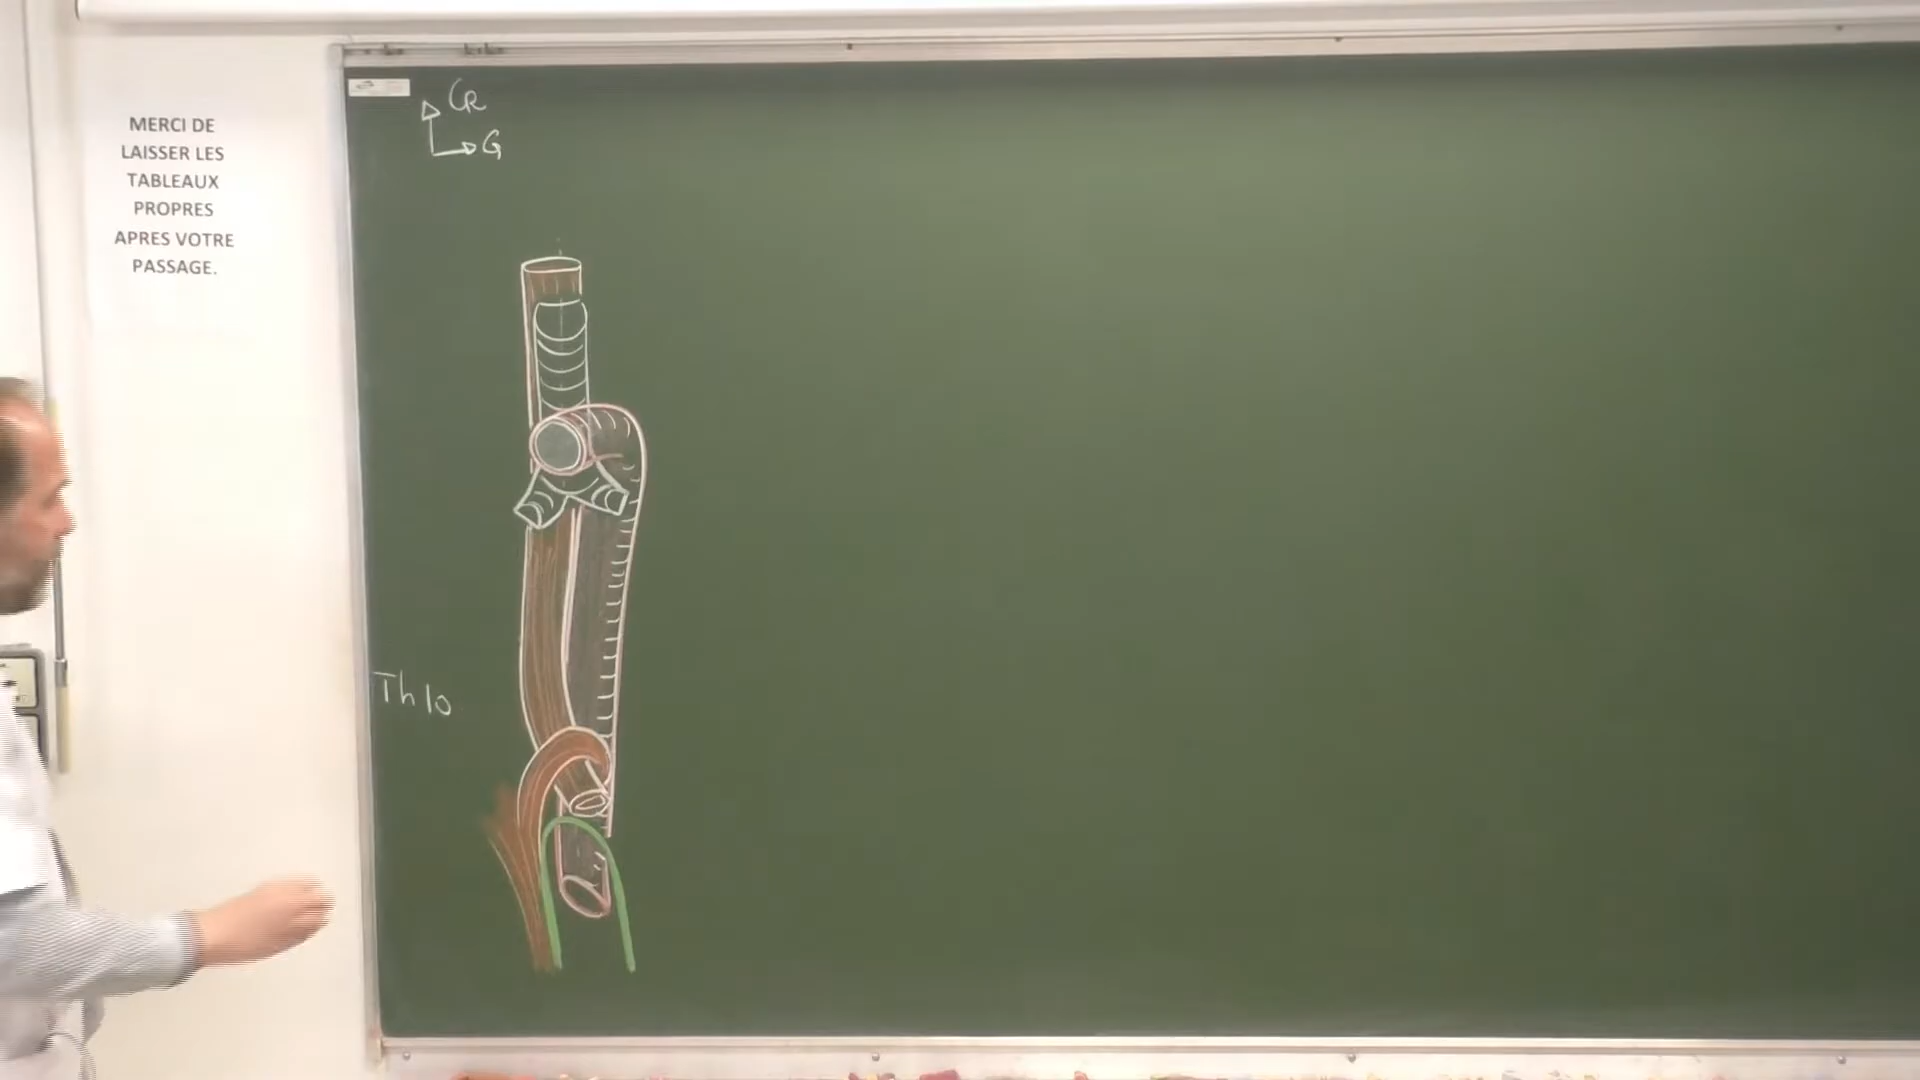 MERCI DE
LAISSER LES
TABLEAUX
PROPRES
APRES VOTRE
PASSAGE.
CR
G
Th10